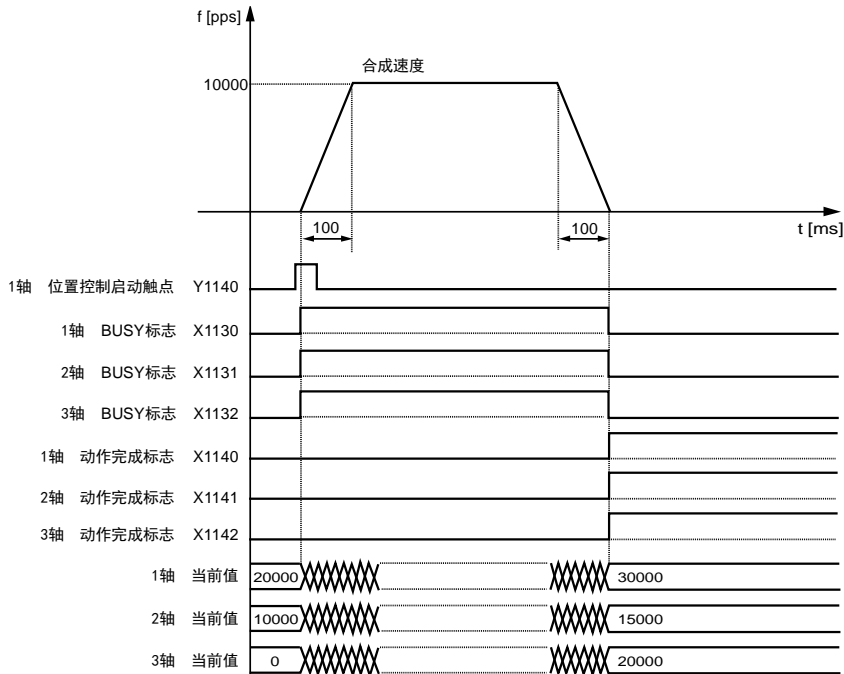 f [pps]
合成速度
10000
100
100
t [ms]
1轴 位置控制启动触点 Y1140
1轴 BUSY标志 X1130
2轴 BUSY标志 X1131
3轴 BUSY标志 X1132
1轴 动作完成标志 X1140
2轴 动作完成标志 X1141
3轴 动作完成标志 X1142
1轴 当前值 20000 30000
2轴 当前值 10000 15000
3轴 当前值 0 20000